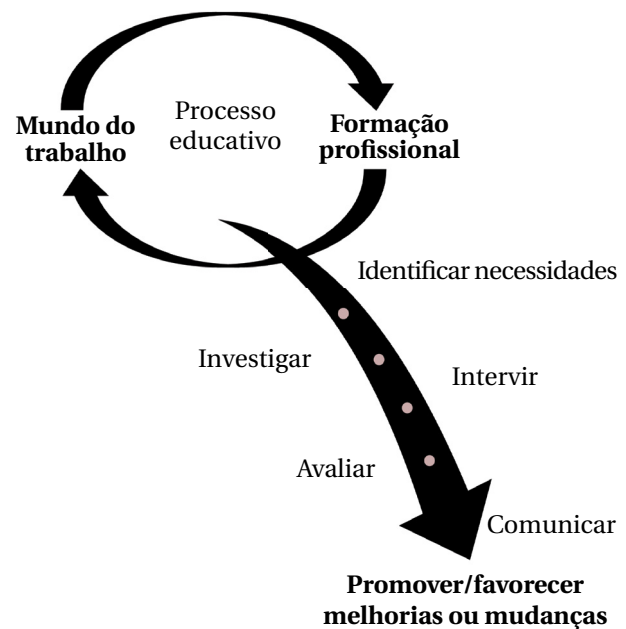 Processo
educativo
Mundo do
trabalho
Formação
profissional
Identificar necessidades
Investigar
Intervir
Avaliar
Comunicar
Promover/favorecer
melhorias ou mudanças